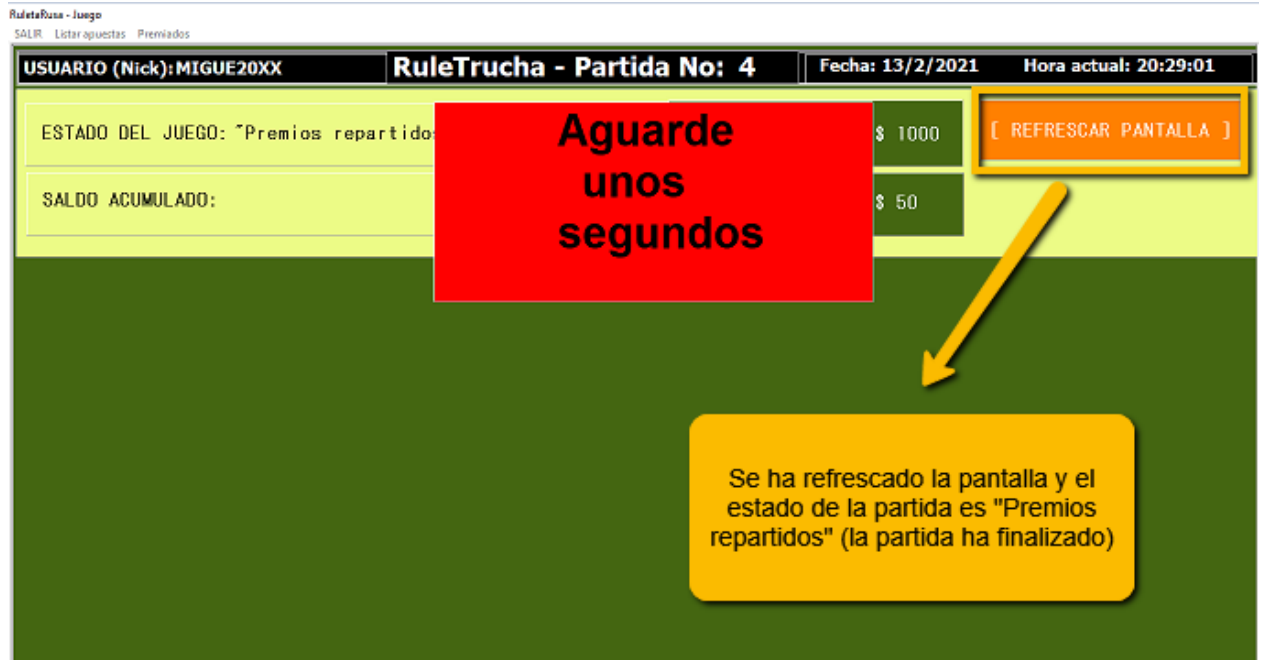 RuletaRusa - Juego
SALIR Listar apuestas Premiados
USUARIO (Nick):MIGUE20XX RuleTrucha - Partida No: 4 Fecha: 13/2/2021 Hora actual: 20:29:01
ESTADO DEL JUEGO: "Premios repartidos $ 1000 [ REFRESCAR PANTALLA ]
SALDO ACUMULADO: $ 50
Aguarde
unos
segundos
Se ha refrescado la pantalla y el
estado de la partida es "Premios
repartidos" (la partida ha finalizado)